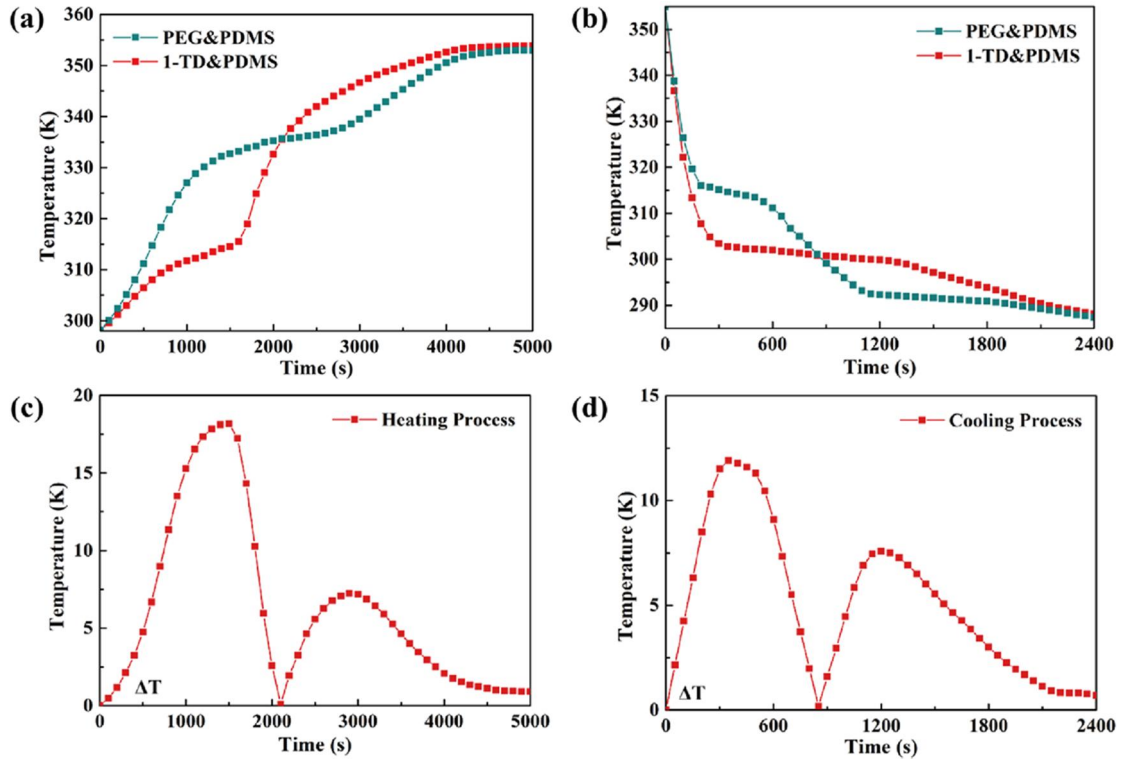 (a)
360
350
340
330
320
310
300
Temperature (K)
PEG&PDMS
1-TD&PDMS
0 1000 2000 3000 4000 5000
Time (s)
(b)
350
340
330
320
310
300
290
Temperature (K)
PEG&PDMS
1-TD&PDMS
0 600 1200 1800 2400
Time (s)
(c)
20
15
10
5
0
Temperature (K)
Heating Process
ΔT
0 1000 2000 3000 4000 5000
Time (s)
(d)
15
10
5
0
Temperature (K)
Cooling Process
ΔT
0 600 1200 1800 2400
Time (s)